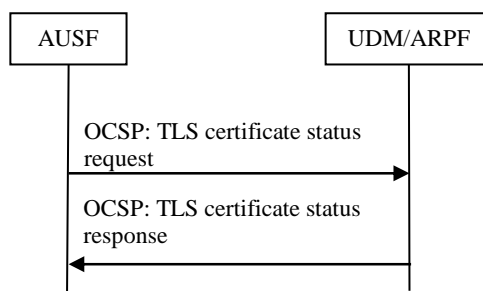 AUSF
UDM/ARPF
OCSP: TLS certificate status
request
OCSP: TLS certificate status
response